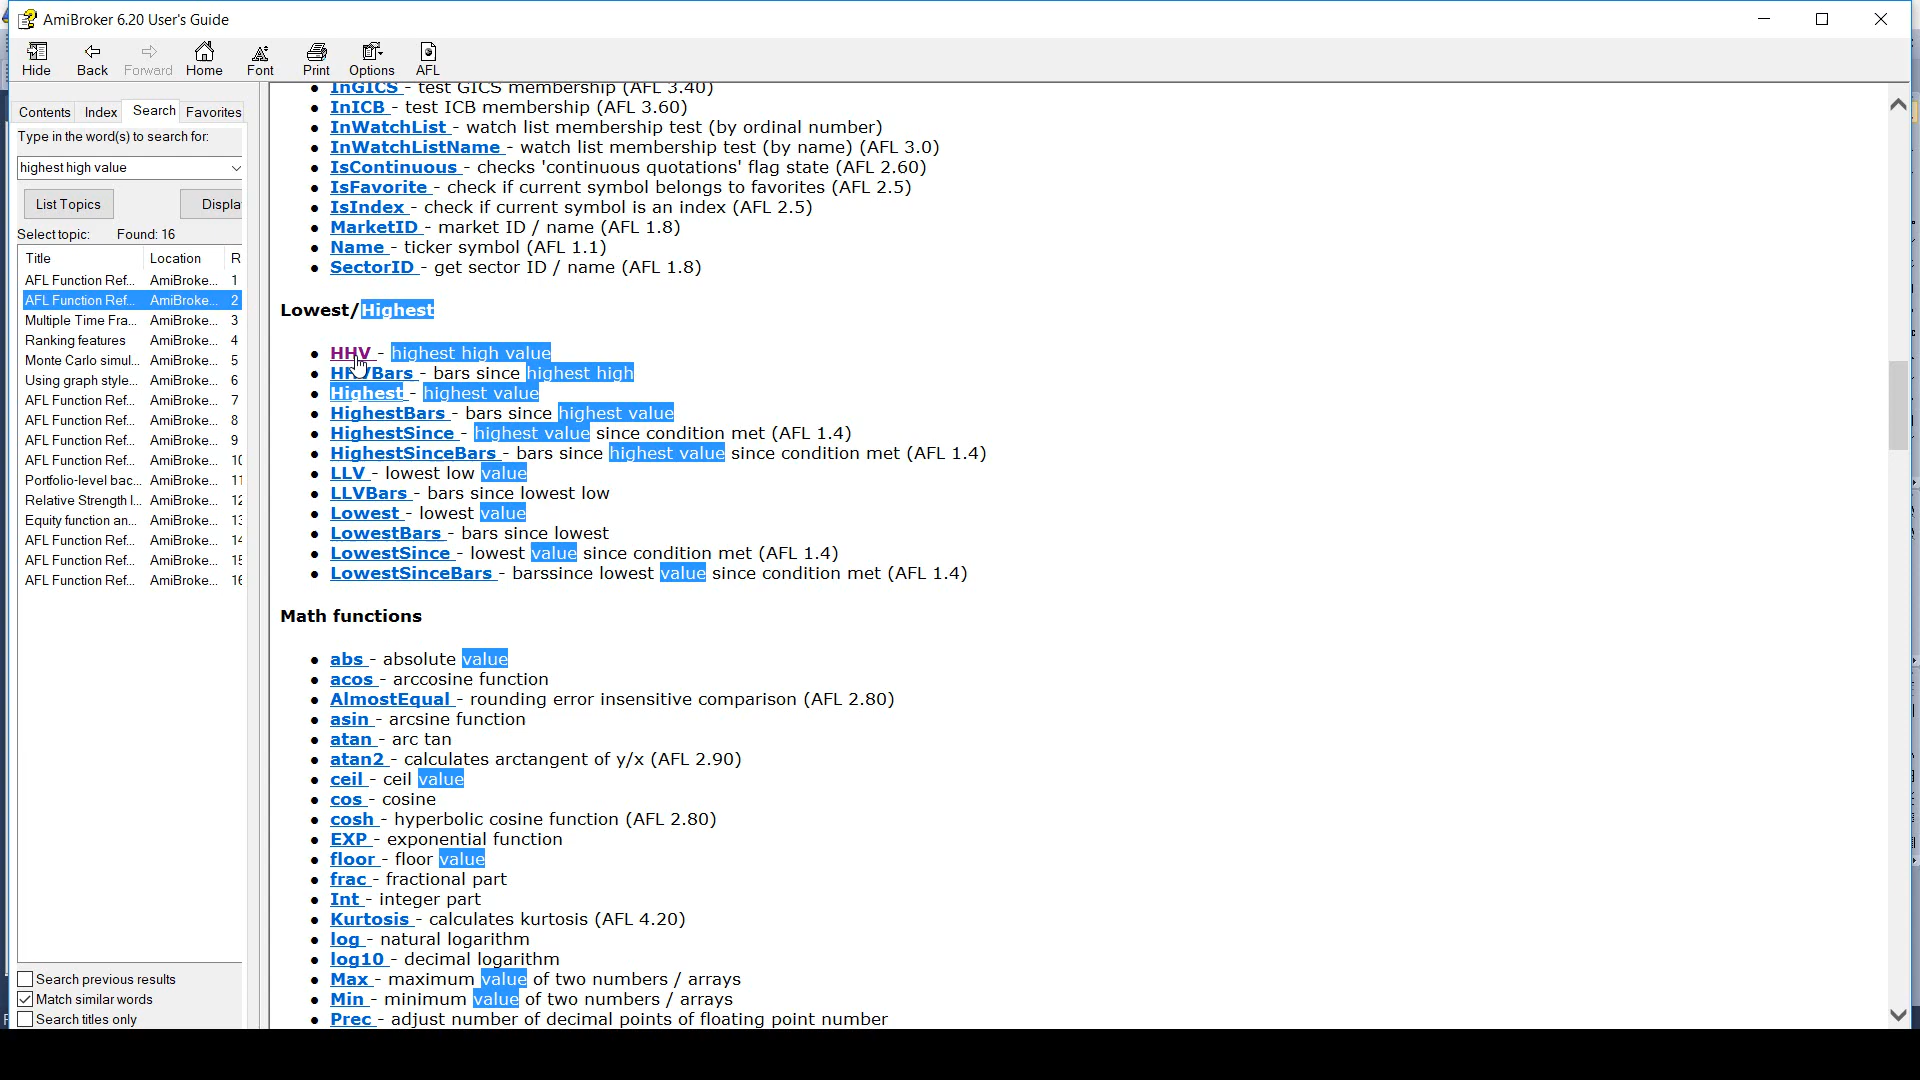 AmiBroker 6.20 User's Guide
Hide Back Forward Home Font Print Options AFL
Contents Index Search Favorites
Type in the word(s) to search for:
highest high value
List Topics Displa
Select topic: Found: 16
Title Location R
AFL Function Ref... AmiBroke... 1
AFL Function Ref... AmiBroke... 2
Multiple Time Fra... AmiBroke... 3
Ranking features AmiBroke... 4
Monte Carlo simul... AmiBroke... 5
Using graph style... AmiBroke... 6
AFL Function Ref... AmiBroke... 7
AFL Function Ref... AmiBroke... 8
AFL Function Ref... AmiBroke... 9
AFL Function Ref... AmiBroke... 10
Portfolio-level bac... AmiBroke... 11
Relative Strength I... AmiBroke... 12
Equity function an... AmiBroke... 13
AFL Function Ref... AmiBroke... 14
AFL Function Ref... AmiBroke... 15
AFL Function Ref... AmiBroke... 16
Search previous results
Match similar words
Search titles only
InGICS - test GICS membership (AFL 3.40)
InICB - test ICB membership (AFL 3.60)
InWatchList - watch list membership test (by ordinal number)
InWatchListName - watch list membership test (by name) (AFL 3.0)
IsContinuous - checks 'continuous quotations' flag state (AFL 2.60)
IsFavorite - check if current symbol belongs to favorites (AFL 2.5)
IsIndex - check if current symbol is an index (AFL 2.5)
MarketID - market ID / name (AFL 1.8)
Name - ticker symbol (AFL 1.1)
SectorID - get sector ID / name (AFL 1.8)
Lowest/Highest
HHV - highest high value
HHVBars - bars since highest high
Highest - highest value
HighestBars - bars since highest value
HighestSince - highest value since condition met (AFL 1.4)
HighestSinceBars - bars since highest value since condition met (AFL 1.4)
LLV - lowest low value
LLVBars - bars since lowest low
Lowest - lowest value
LowestBars - bars since lowest
LowestSince - lowest value since condition met (AFL 1.4)
LowestSinceBars - barssince lowest value since condition met (AFL 1.4)
Math functions
abs - absolute value
acos - arccosine function
AlmostEqual - rounding error insensitive comparison (AFL 2.80)
asin - arcsine function
atan - arc tan
atan2 - calculates arctangent of y/x (AFL 2.90)
ceil - ceil value
cos - cosine
cosh - hyperbolic cosine function (AFL 2.80)
EXP - exponential function
floor - floor value
frac - fractional part
Int - integer part
Kurtosis - calculates kurtosis (AFL 4.20)
log - natural logarithm
log10 - decimal logarithm
Max - maximum value of two numbers / arrays
Min - minimum value of two numbers / arrays
Prec - adjust number of decimal points of floating point number